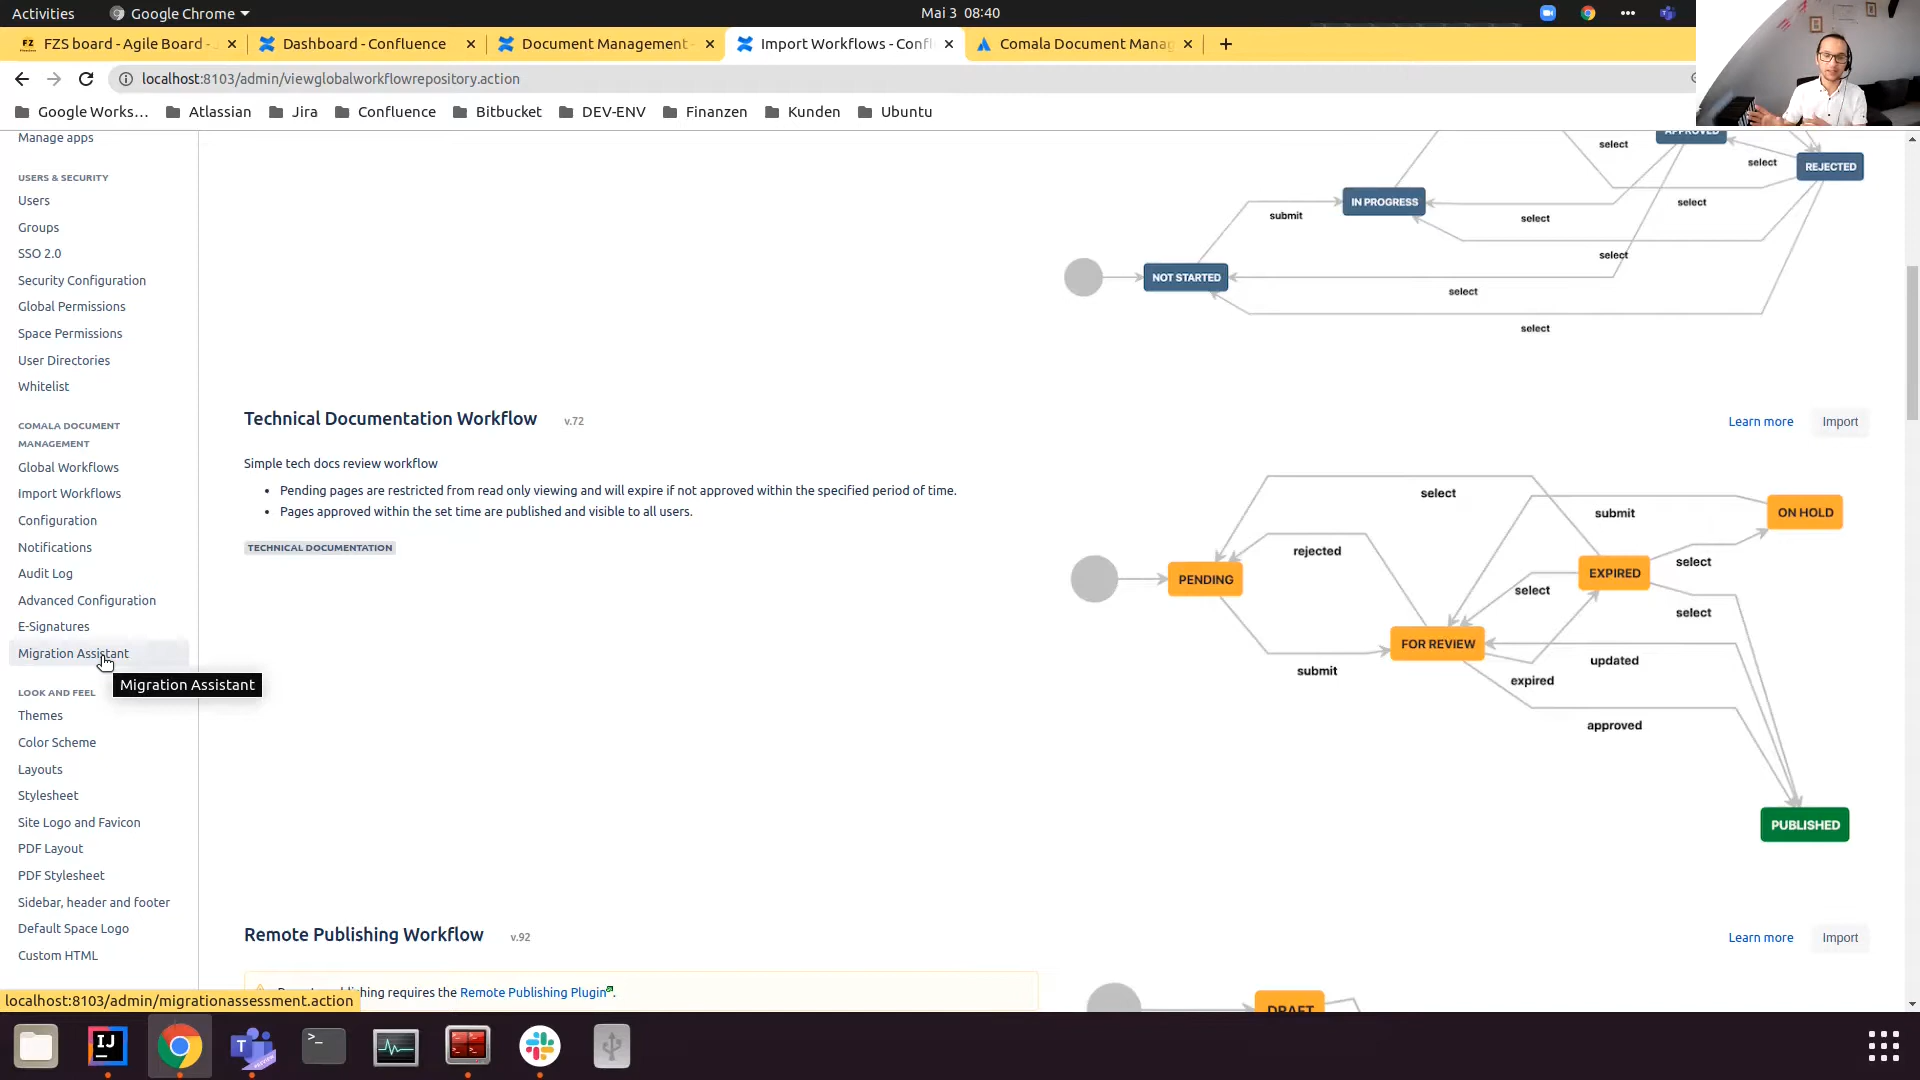 Activities
Google Chrome
Mai 3 08:40
FZS board - Agile Board -
Dashboard - Confluence
Document Management -
Import Workflows - Confl
Comala Document Manag
localhost:8103/admin/viewglobalworkflowrepository.action
Google Works...
Atlassian
Jira
Confluence
Bitbucket
DEV-ENV
Finanzen
Kunden
Ubuntu
Manage apps
USERS & SECURITY
Users
Groups
SSO 2.0
Security Configuration
Global Permissions
Space Permissions
User Directories
Whitelist
COMALA DOCUMENT
MANAGEMENT
Global Workflows
Import Workflows
Configuration
Notifications
Audit Log
Advanced Configuration
E-Signatures
Migration Assistant
Migration Assistant
LOOK AND FEEL
Themes
Color Scheme
Layouts
Stylesheet
Site Logo and Favicon
PDF Layout
PDF Stylesheet
Sidebar, header and footer
Default Space Logo
Custom HTML
localhost:8103/admin/migrationassessment.action
APPROVED
select
select
REJECTED
IN PROGRESS
submit
select
select
select
NOT STARTED
select
select
Technical Documentation Workflow v.72
Learn more
Import
Simple tech docs review workflow
Pending pages are restricted from read only viewing and will expire if not approved within the specified period of time.
Pages approved within the set time are published and visible to all users.
TECHNICAL DOCUMENTATION
select
submit
ON HOLD
rejected
select
EXPIRED
PENDING
select
select
FOR REVIEW
updated
submit
expired
approved
PUBLISHED
Remote Publishing Workflow v.92
Learn more
Import
hing requires the Remote Publishing Plugin.
DRAFT